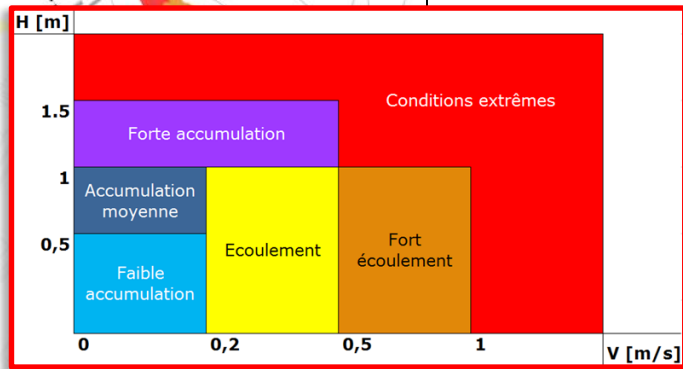 H [m]
Conditions extrêmes
1.5
Forte accumulation
1
Accumulation
moyenne
0,5
Ecoulement
Fort
écoulement
Faible
accumulation
0
0,2
0,5
1
V [m/s]